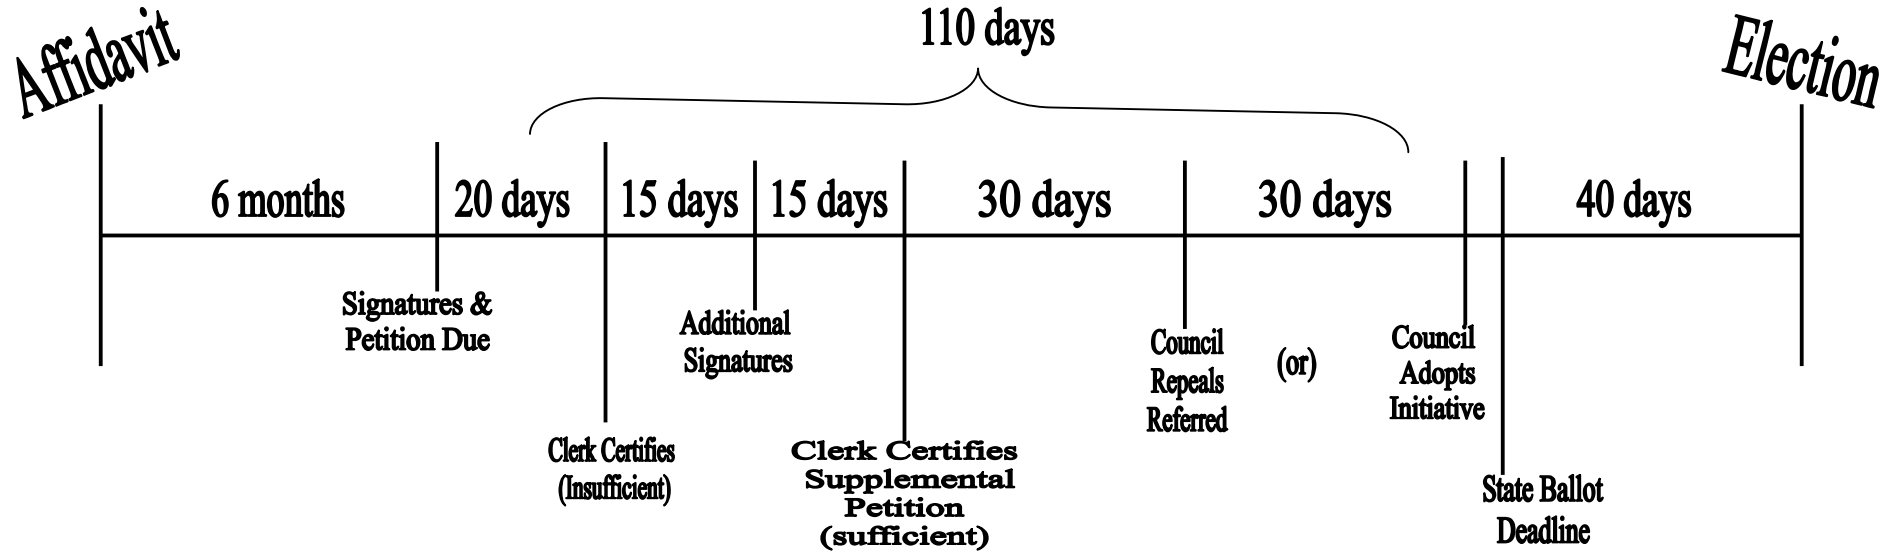 Affidavit
110 days
Election
6 months
20 days
15 days
15 days
30 days
30 days
40 days
Signatures &
Petition Due
Clerk Certifies
(Insufficient)
Additional
Signatures
Clerk Certifies
Supplemental
Petition
(sufficient)
Council
Repeals
Referred
(or)
Council
Adopts
Initiative
State Ballot
Deadline